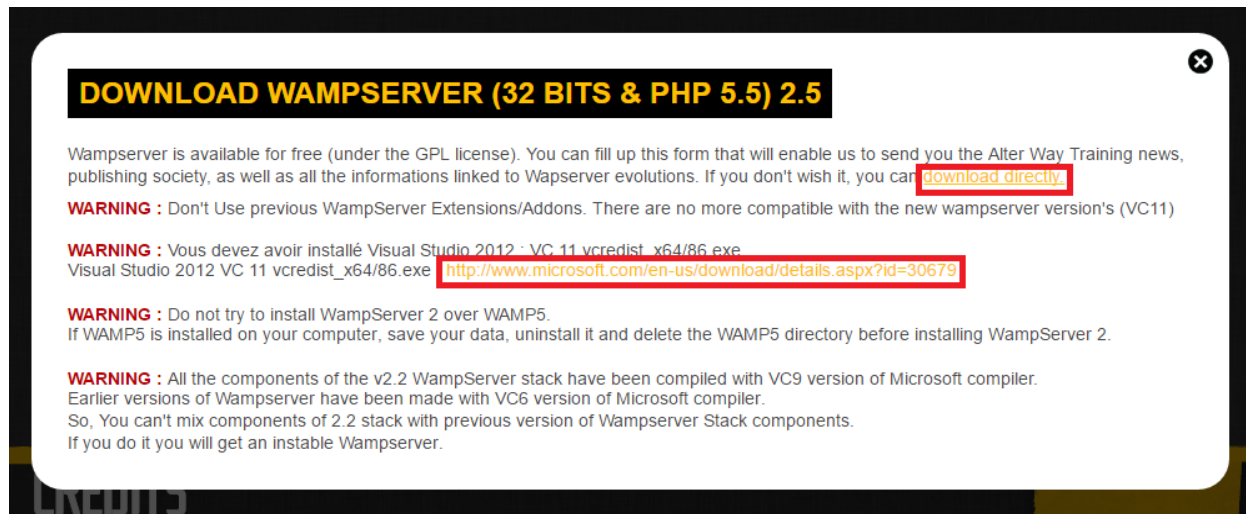 DOWNLOAD WAMPSERVER (32 BITS & PHP 5.5) 2.5
Wampserver is available for free (under the GPL license). You can fill up this form that will enable us to send you the Alter Way Training news,
publishing society, as well as all the informations linked to Wapserver evolutions. If you don't wish it, you can download directly.
WARNING : Don't Use previous WampServer Extensions/Addons. There are no more compatible with the new wampserver version's (VC11)
WARNING : Vous devez avoir installé Visual Studio 2012 : VC 11 vcredist_x64/86.exe
Visual Studio 2012 VC 11 vcredist_x64/86.exe http://www.microsoft.com/en-us/download/details.aspx?id=30679
WARNING : Do not try to install WampServer 2 over WAMP5.
If WAMP5 is installed on your computer, save your data, uninstall it and delete the WAMP5 directory before installing WampServer 2.
WARNING : All the components of the v2.2 WampServer stack have been compiled with VC9 version of Microsoft compiler.
Earlier versions of Wampserver have been made with VC6 version of Microsoft compiler.
So, You can't mix components of 2.2 stack with previous version of Wampserver Stack components.
If you do it you will get an instable Wampserver.
CREDITS